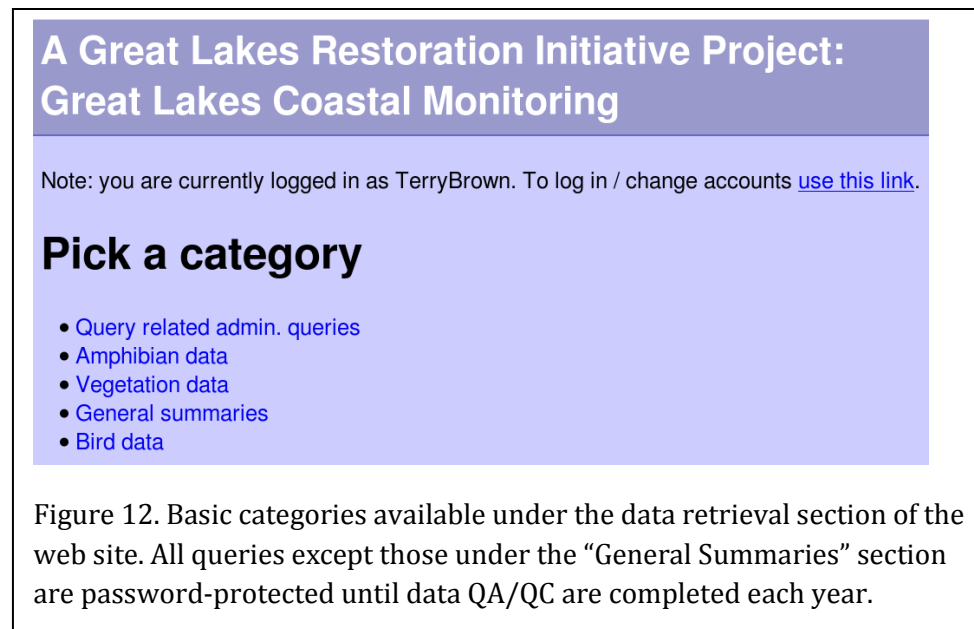 A Great Lakes Restoration Initiative Project:
Great Lakes Coastal Monitoring
Note: you are currently logged in as TerryBrown. To log in / change accounts use this link.
Pick a category
• Query related admin. queries
• Amphibian data
• Vegetation data
• General summaries
• Bird data
Figure 12. Basic categories available under the data retrieval section of the
web site. All queries except those under the “General Summaries” section
are password-protected until data QA/QC are completed each year.